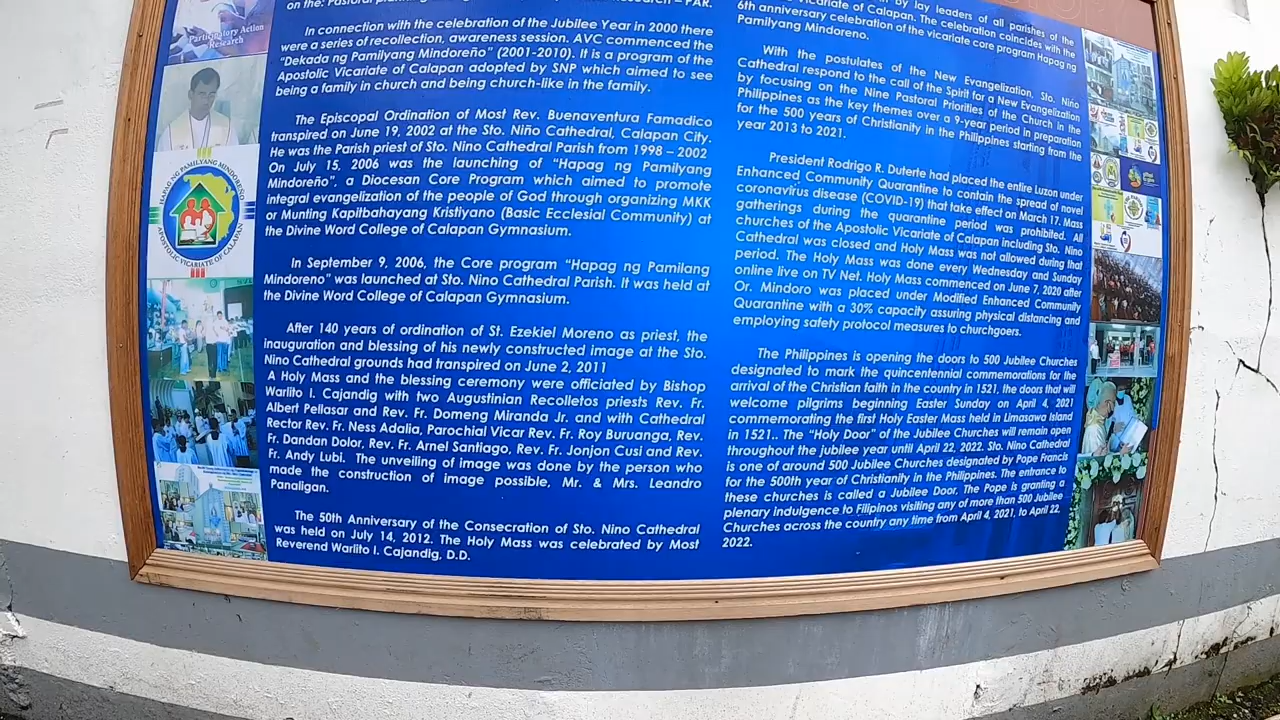 Participatory Action
Research
on the: Pastoral
– PAR.
In connection with the celebration of the Jubilee Year in 2000 there
were a series of recollection, awareness session. AVC commenced the
“Dekada ng Pamilyang Mindoreño” (2001-2010). It is a program of the
Apostolic Vicariate of Calapan adopted by SNP which aimed to see
being a family in church and being church-like in the family.
The Episcopal Ordination of Most Rev. Buenaventura Famadico
transpired on June 19, 2002 at the Sto. Niño Cathedral, Calapan City.
He was the Parish priest of Sto. Nino Cathedral Parish from 1998 – 2002
On July 15, 2006 was the launching of “Hapag ng Pamilyang
Mindoreño”, a Diocesan Core Program which aimed to promote
integral evangelization of the people of God through organizing MKK
or Munting Kapitbahayang Kristiyano (Basic Ecclesial Community) at
the Divine Word College of Calapan Gymnasium.
In September 9, 2006, the Core program “Hapag ng Pamilang
Mindoreno” was launched at Sto. Nino Cathedral Parish. It was held at
the Divine Word College of Calapan Gymnasium.
After 140 years of ordination of St. Ezekiel Moreno as priest, the
inauguration and blessing of his newly constructed image at the Sto.
Nino Cathedral grounds had transpired on June 2, 2011
A Holy Mass and the blessing ceremony were officiated by Bishop
Warlito I. Cajandig with two Augustinian Recolletos priests Rev. Fr.
Albert Pellasar and Rev. Fr. Domeng Miranda Jr. and with Cathedral
Rector Rev. Fr. Ness Adalia, Parochial Vicar Rev. Fr. Roy Buruanga, Rev.
Fr. Dandan Dolor, Rev. Fr. Arnel Santiago, Rev. Fr. Jonjon Cusi and Rev.
Fr. Andy Lubi. The unveiling of image was done by the person who
made the construction of image possible, Mr. & Mrs. Leandro
Panaligan.
The 50th Anniversary of the Consecration of Sto. Nino Cathedral
was held on July 14, 2012. The Holy Mass was celebrated by Most
Reverend Warlito I. Cajandig, D.D.
HAPAG NG PAMILYANG MINDOREÑO
APOSTOLIC VICARIATE OF CALAPAN
by lay leaders of all parishes of the
Vicariate of Calapan. The celebration coincides with the
6th anniversary celebration of the vicariate core program Hapag ng
Pamilyang Mindoreno.
With the postulates of the New Evangelization, Sto. Niño
Cathedral respond to the call of the Spirit for a New Evangelization
by focusing on the Nine Pastoral Priorities of the Church in the
Philippines as the key themes over a 9-year period in preparation
for the 500 years of Christianity in the Philippines starting from the
year 2013 to 2021.
President Rodrigo R. Duterte had placed the entire Luzon under
Enhanced Community Quarantine to contain the spread of novel
coronavirus disease (COVID-19) that take effect on March 17. Mass
gatherings during the quarantine period was prohibited. All
churches of the Apostolic Vicariate of Calapan including Sto. Nino
Cathedral was closed and Holy Mass was not allowed during that
period. The Holy Mass was done every Wednesday and Sunday
online live on TV Net. Holy Mass commenced on June 7, 2020 after
Or. Mindoro was placed under Modified Enhanced Community
Quarantine with a 30% capacity assuring physical distancing and
employing safety protocol measures to churchgoers.
The Philippines is opening the doors to 500 Jubilee Churches
designated to mark the quincentennial commemorations for the
arrival of the Christian faith in the country in 1521, the doors that will
welcome pilgrims beginning Easter Sunday on April 4, 2021
commemorating the first Holy Easter Mass held in Limasawa Island
in 1521.. The “Holy Door” of the Jubilee Churches will remain open
throughout the jubilee year until April 22, 2022. Sto. Nino Cathedral
is one of around 500 Jubilee Churches designated by Pope Francis
for the 500th year of Christianity in the Philippines. The entrance to
these churches is called a Jubilee Door. The Pope is granting a
plenary indulgence to Filipinos visiting any of more than 500 Jubilee
Churches across the country any time from April 4, 2021, to April 22,
2022.